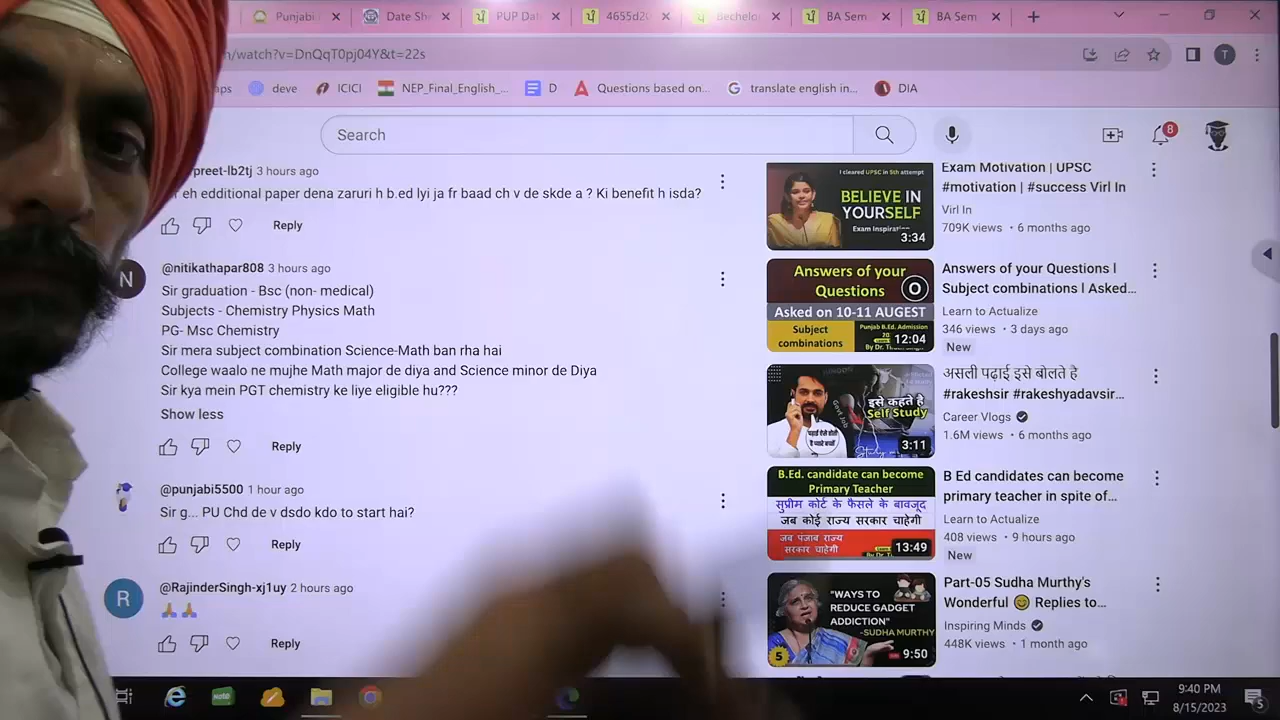 Punjabi
Date She
PUP Dat
4655d20
Bechelo
BA Sem
BA Sem
/watch?v=DnQqT0pj04Y&t=22s
T
aps
deve
ICICI
NEP_Final_English_...
D
Questions based on...
translate english in...
DIA
Search
8
preet-lb2tj 3 hours ago
eh edditional paper dena zaruri h b.ed lyi ja fr baad ch v de skde a ? Ki benefit h isda?
Reply
N
@nitikathapar808 3 hours ago
Sir graduation - Bsc (non- medical)
Subjects - Chemistry Physics Math
PG- Msc Chemistry
Sir mera subject combination Science-Math ban rha hai
College waalo ne mujhe Math major de diya and Science minor de Diya
Sir kya mein PGT chemistry ke liye eligible hu???
Show less
Reply
@punjabi5500 1 hour ago
Sir g... PU Chd de v dsdo kdo to start hai?
Reply
R
@RajinderSingh-xj1uy 2 hours ago
🙏 🙏
Reply
I cleared UPSC in 5th attempt
BELIEVE IN
YOURSELF
Exam Inspiration
3:34
Exam Motivation | UPSC
#motivation | #success Virl In
Virl In
709K views • 6 months ago
Answers of your
Questions
Asked on 10-11 AUGEST
Subject
combinations
Punjab B.Ed. Admission
12:04
Answers of your Questions l
Subject combinations l Asked...
Learn to Actualize
346 views • 3 days ago
New
इसे कहते है
Self Study
Govt Job
3:11
असली पढ़ाई इसे बोलते है
#rakeshsir #rakeshyadavsir...
Career Vlogs
1.6M views • 6 months ago
B.Ed. candidate can become
Primary Teacher
सुप्रीम कोर्ट के फैसले के बावजूद
जब कोई राज्य सरकार चाहेगी
जब पंजाब राज्य
सरकार चाहेगी
13:49
B Ed candidates can become
primary teacher in spite of...
Learn to Actualize
408 views • 9 hours ago
New
"WAYS TO
REDUCE GADGET
ADDICTION"
-SUDHA MURTHY
5
9:50
Part-05 Sudha Murthy's
Wonderful 😊 Replies to...
Inspiring Minds
448K views • 1 month ago
9:40 PM
8/15/2023
5